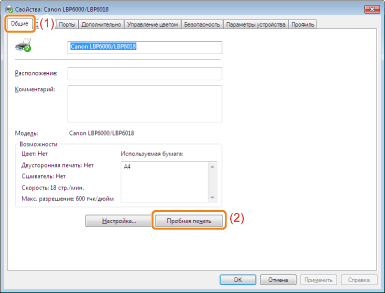 Свойства: Canon LBP6000/LBP6018
Общие (1) Порты Дополнительно Управление цветом Безопасность Параметры устройства Профиль
Canon LBP6000/LBP6018
Расположение:
Комментарий:
Модель: Canon LBP6000/LBP6018
Возможности
Цвет: Нет Используемая бумага:
Двусторонняя печать: Нет A4
Сшиватель: Нет
Скорость: 18 стр./мин.
Макс. разрешение 600 тчк/дюйм
Настройка... Пробная печать (2)
OK Отмена Применить Справка